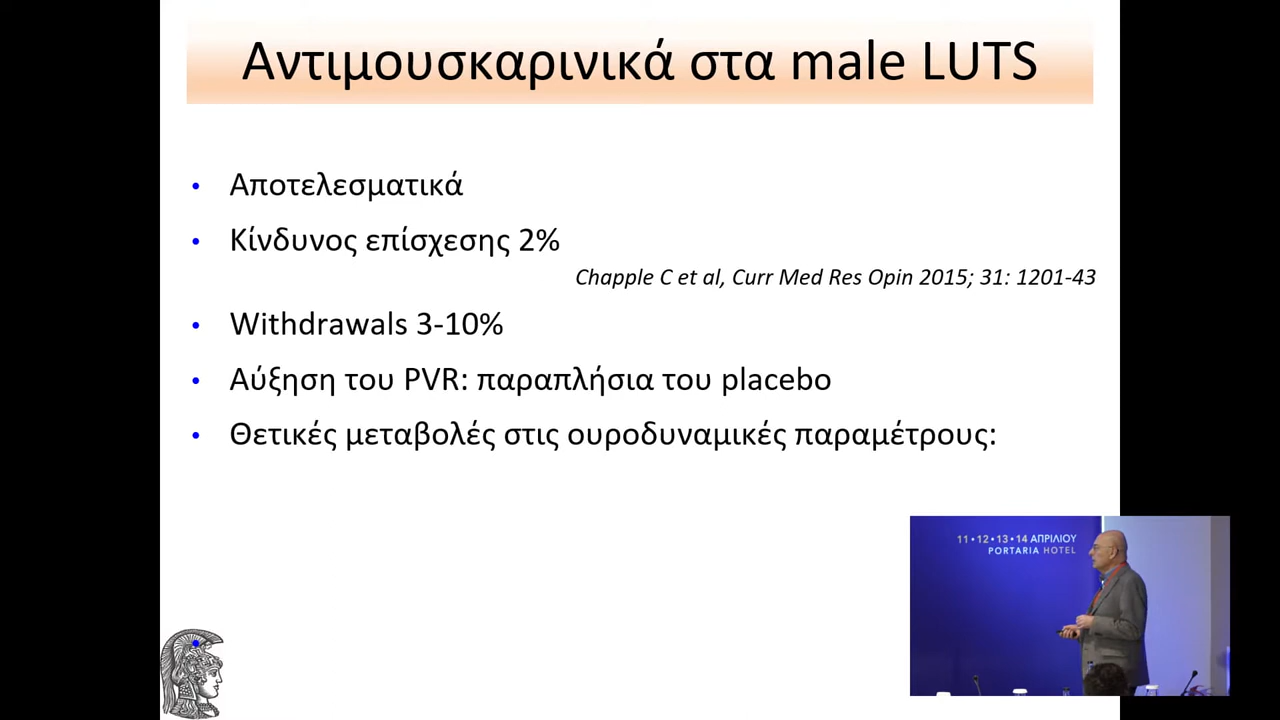 Αντιμουσκαρινικά στα male LUTS
• Αποτελεσματικά
• Κίνδυνος επίσχεσης 2%
Chapple C et al, Curr Med Res Opin 2015; 31: 1201-43
• Withdrawals 3-10%
• Αύξηση του PVR: παραπλήσια του placebo
• Θετικές μεταβολές στις ουροδυναμικές παραμέτρους:
11•12•13•14 ΑΠΡΙΛΙΟΥ
PORTARIA HOTEL